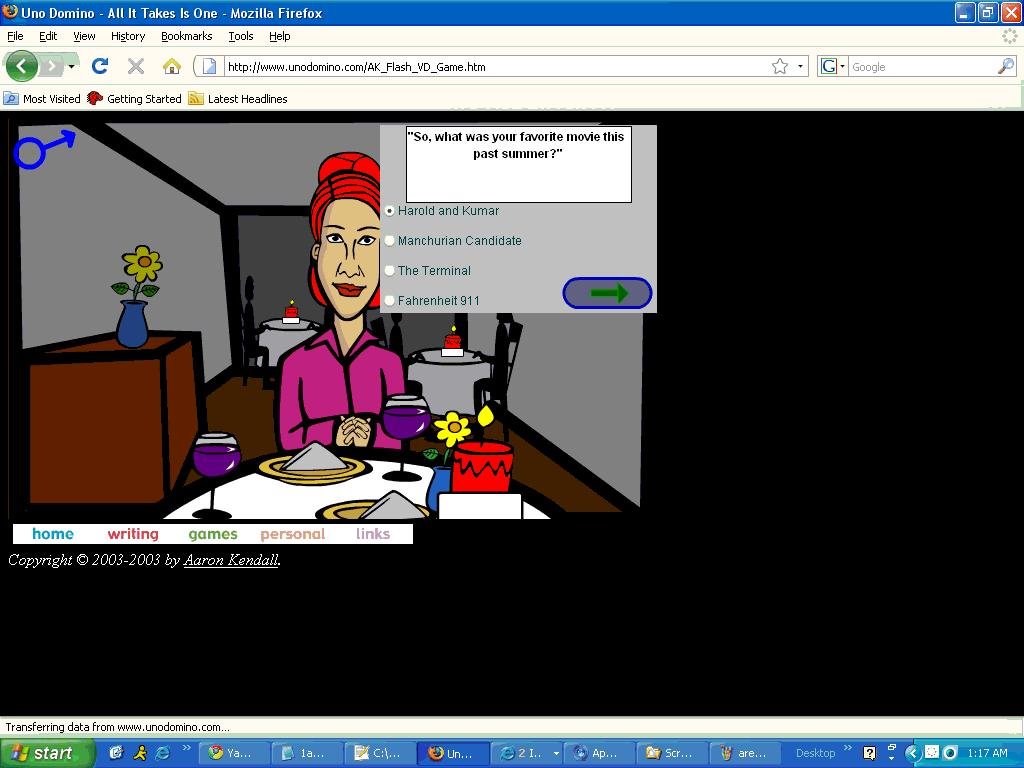 Uno Domino - All It Takes Is One - Mozilla Firefox
File Edit View History Bookmarks Tools Help
http://www.unodomino.com/AK_Flash_VD_Game.htm
G Google
Most Visited Getting Started Latest Headlines
"So, what was your favorite movie this
past summer?"
Harold and Kumar
Manchurian Candidate
The Terminal
Fahrenheit 911
home writing games personal links
Copyright © 2003-2003 by Aaron Kendall.
Transferring data from www.unodomino.com...
start Ya... 1a... C:\... Un... 2 I... Ap... Scr... are... Desktop 1:17 AM